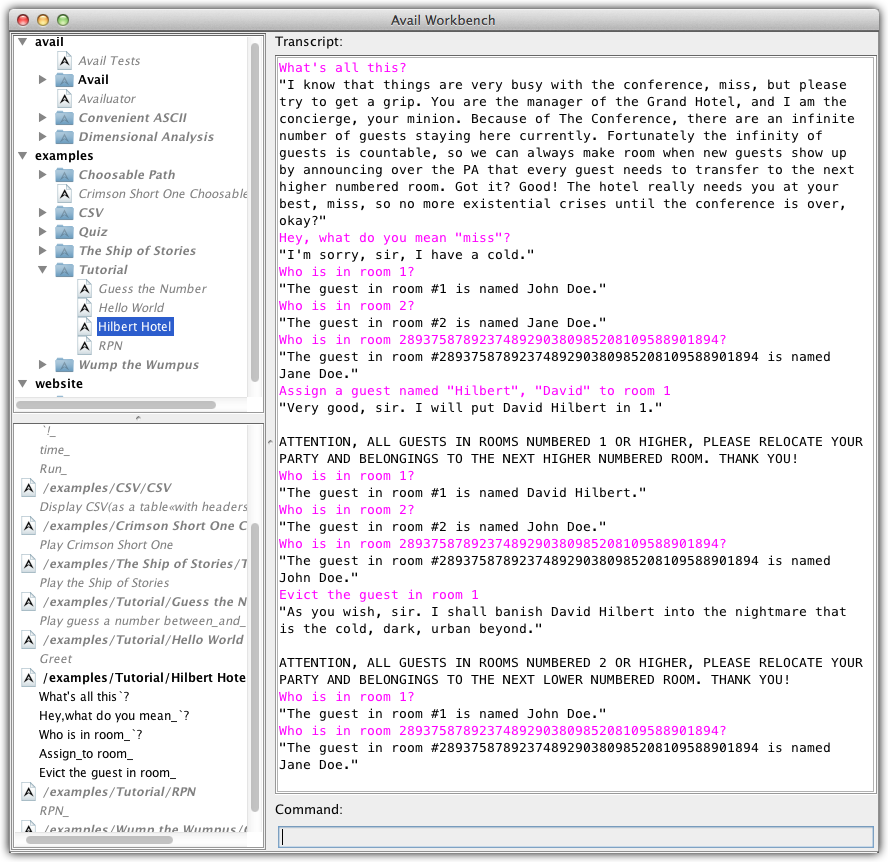 Avail Workbench
avail
Avail Tests
Avail
Availuator
Convenient ASCII
Dimensional Analysis
examples
Choosable Path
Crimson Short One Choosable
CSV
Quiz
The Ship of Stories
Tutorial
Guess the Number
Hello World
Hilbert Hotel
RPN
Wump the Wumpus
website
`!_
time_
Run_
/examples/CSV/CSV
Display CSV(as a table«with headers
/examples/Crimson Short One C
Play Crimson Short One
/examples/The Ship of Stories/T
Play the Ship of Stories
/examples/Tutorial/Guess the N
Play guess a number between_and_
/examples/Tutorial/Hello World
Greet
/examples/Tutorial/Hilbert Hote
What's all this`?
Hey,what do you mean_`?
Who is in room_`?
Assign_to room_
Evict the guest in room_
/examples/Tutorial/RPN
RPN_
/examples/Wump the Wumpus/
Transcript:
What's all this?
"I know that things are very busy with the conference, miss, but please
try to get a grip. You are the manager of the Grand Hotel, and I am the
concierge, your minion. Because of The Conference, there are an infinite
number of guests staying here currently. Fortunately the infinity of
guests is countable, so we can always make room when new guests show up
by announcing over the PA that every guest needs to transfer to the next
higher numbered room. Got it? Good! The hotel really needs you at your
best, miss, so no more existential crises until the conference is over,
okay?"
Hey, what do you mean "miss"?
"I'm sorry, sir, I have a cold."
Who is in room 1?
"The guest in room #1 is named John Doe."
Who is in room 2?
"The guest in room #2 is named Jane Doe."
Who is in room 289375878923748929038098520810958890​1894?
"The guest in room #2893758789237489290380985208109588901894 is named
Jane Doe."
Assign a guest named "Hilbert", "David" to room 1
"Very good, sir. I will put David Hilbert in 1."
ATTENTION, ALL GUESTS IN ROOMS NUMBERED 1 OR HIGHER, PLEASE RELOCATE YOUR
PARTY AND BELONGINGS TO THE NEXT HIGHER NUMBERED ROOM. THANK YOU!
Who is in room 1?
"The guest in room #1 is named David Hilbert."
Who is in room 2?
"The guest in room #2 is named John Doe."
Who is in room 2893758789237489290380985208109588901894?
"The guest in room #2893758789237489290380985208109588901894 is named
John Doe."
Evict the guest in room 1
"As you wish, sir. I shall banish David Hilbert into the nightmare that
is the cold, dark, urban beyond."
ATTENTION, ALL GUESTS IN ROOMS NUMBERED 2 OR HIGHER, PLEASE RELOCATE YOUR
PARTY AND BELONGINGS TO THE NEXT LOWER NUMBERED ROOM. THANK YOU!
Who is in room 1?
"The guest in room #1 is named John Doe."
Who is in room 2893758789237489290380985208109588901894?
"The guest in room #2893758789237489290380985208109588901894 is named
Jane Doe."
Command: